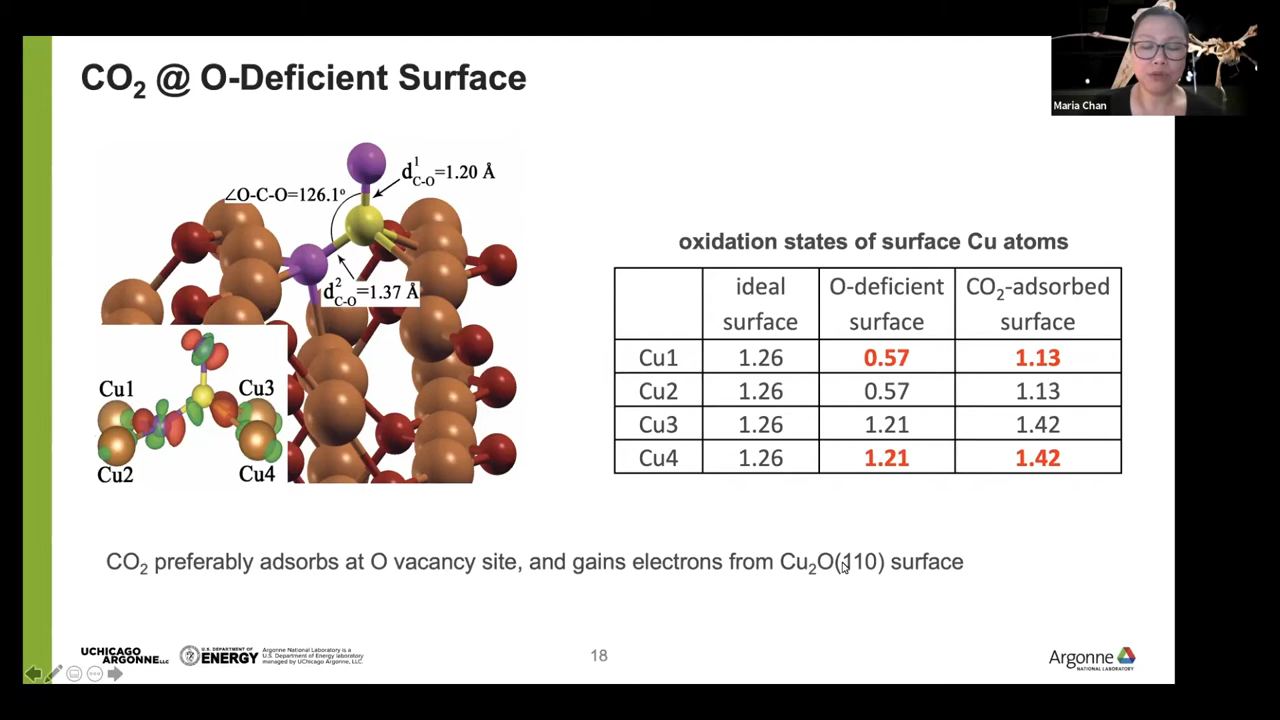 CO₂ @ O-Deficient Surface
Maria Chan
d¹C-O=1.20 Å
∠O-C-O=126.1°
d²C-O=1.37 Å
Cu1
Cu3
Cu2
Cu4
oxidation states of surface Cu atoms
ideal surface O-deficient surface CO₂-adsorbed surface
Cu1 1.26 0.57 1.13
Cu2 1.26 0.57 1.13
Cu3 1.26 1.21 1.42
Cu4 1.26 1.21 1.42
CO₂ preferably adsorbs at O vacancy site, and gains electrons from Cu₂O(110) surface
UCHICAGO
ARGONNE LLC
U.S. DEPARTMENT OF
ENERGY
Argonne National Laboratory is a
U.S. Department of Energy laboratory
managed by UChicago Argonne, LLC.
18
Argonne
NATIONAL LABORATORY